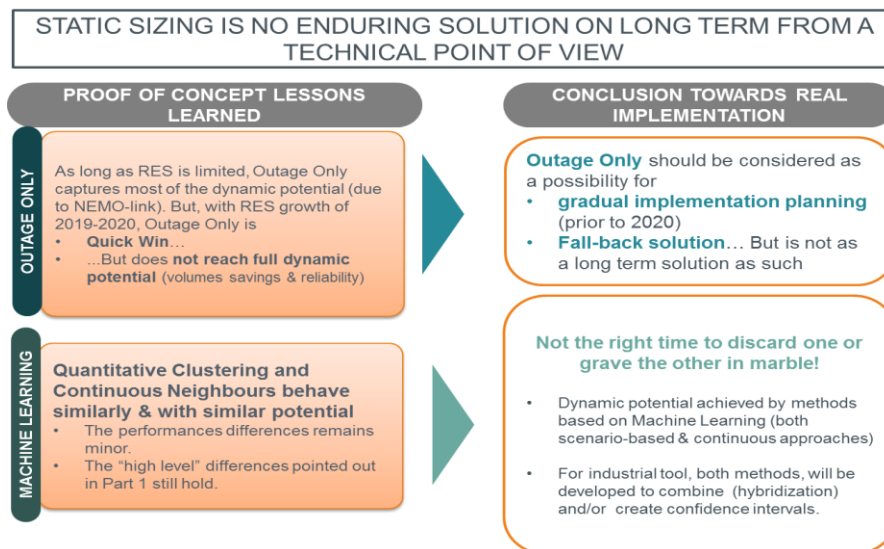 STATIC SIZING IS NO ENDURING SOLUTION ON LONG TERM FROM A
TECHNICAL POINT OF VIEW
PROOF OF CONCEPT LESSONS
LEARNED
OUTAGE ONLY
As long as RES is limited, Outage Only
captures most of the dynamic potential (due
to NEMO-link). But, with RES growth of
2019-2020, Outage Only is
• Quick Win…
• …But does not reach full dynamic
potential (volumes savings & reliability)
MACHINE LEARNING
Quantitative Clustering and
Continuous Neighbours behave
similarly & with similar potential
• The performances differences remains
minor.
• The “high level” differences pointed out
in Part 1 still hold.
CONCLUSION TOWARDS REAL
IMPLEMENTATION
Outage Only should be considered as
a possibility for
• gradual implementation planning
(prior to 2020)
• Fall-back solution… But is not as
a long term solution as such
Not the right time to discard one or
grave the other in marble!
• Dynamic potential achieved by methods
based on Machine Learning (both
scenario-based & continuous approaches)
• For industrial tool, both methods, will be
developed to combine (hybridization)
and/or create confidence intervals.